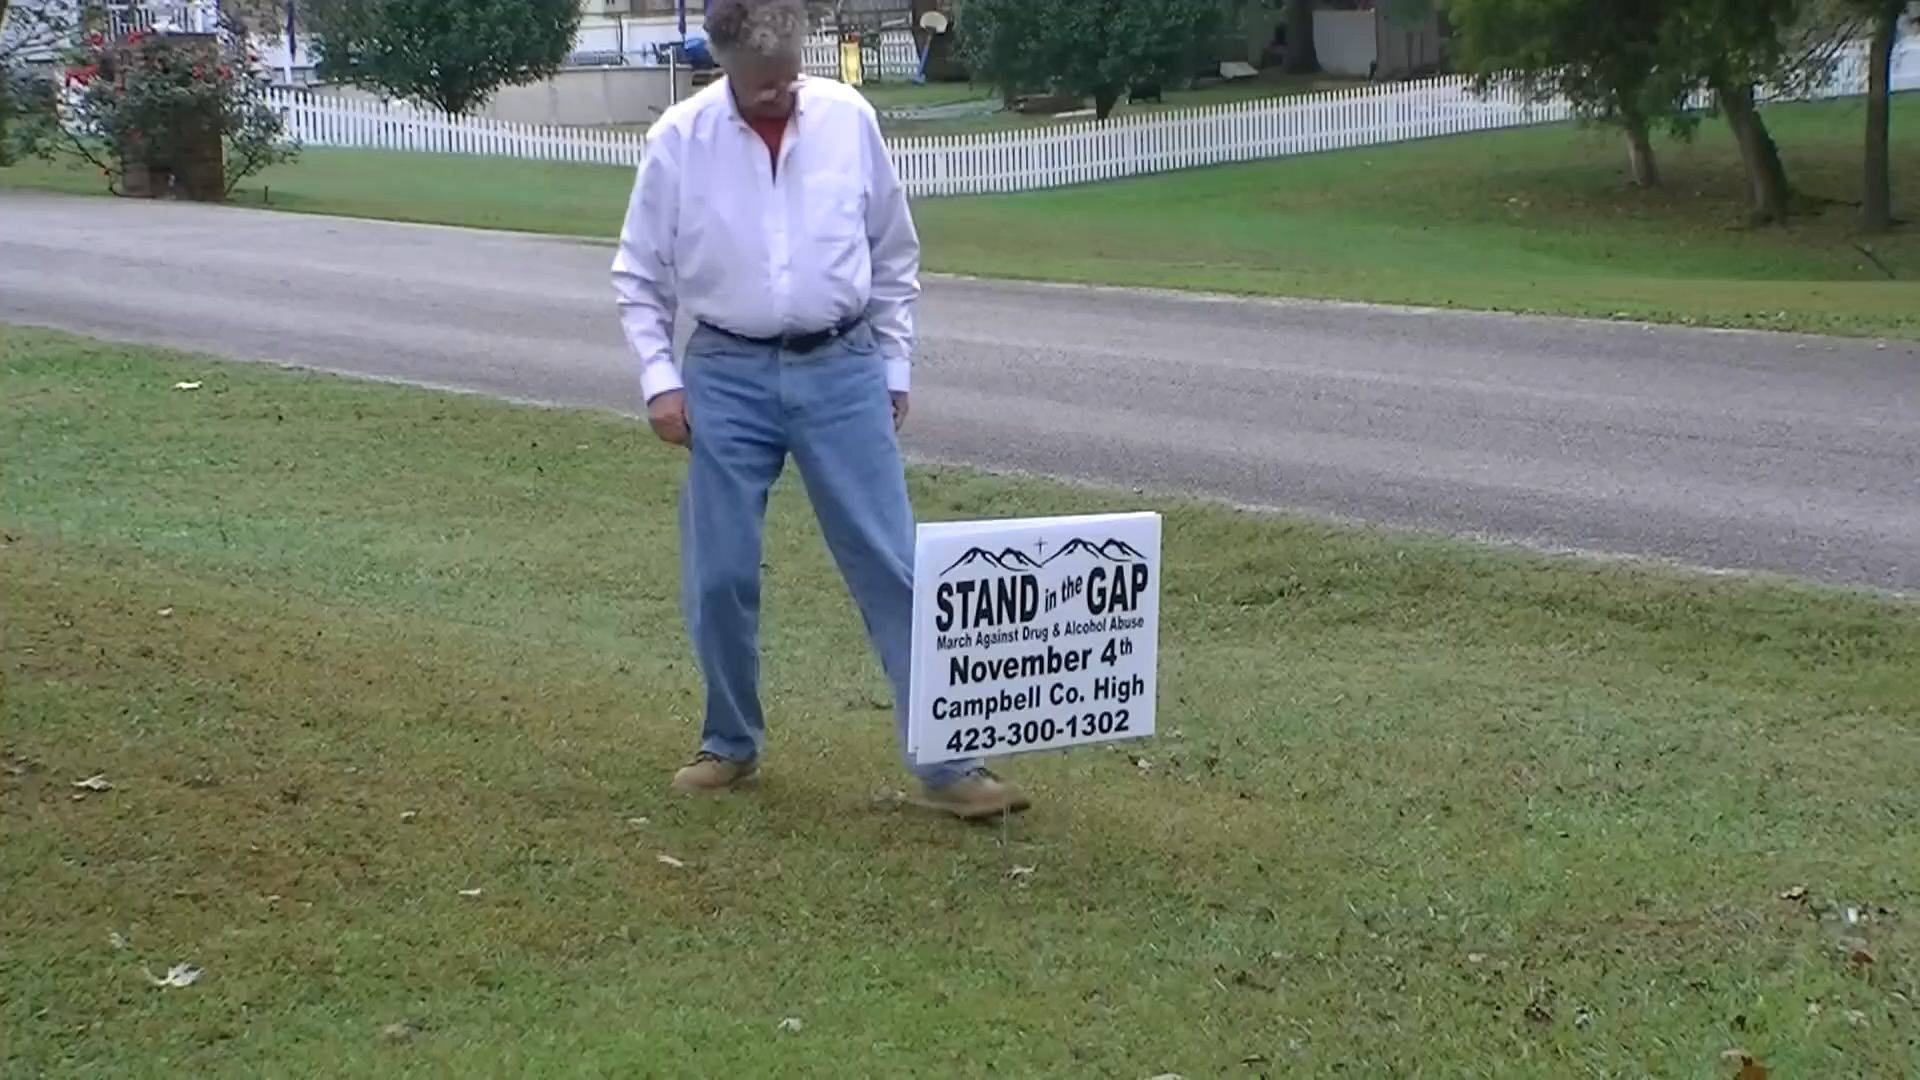 STAND in the GAP
March Against Drug & Alcohol Abuse
November 4th
Campbell Co. High
423-300-1302